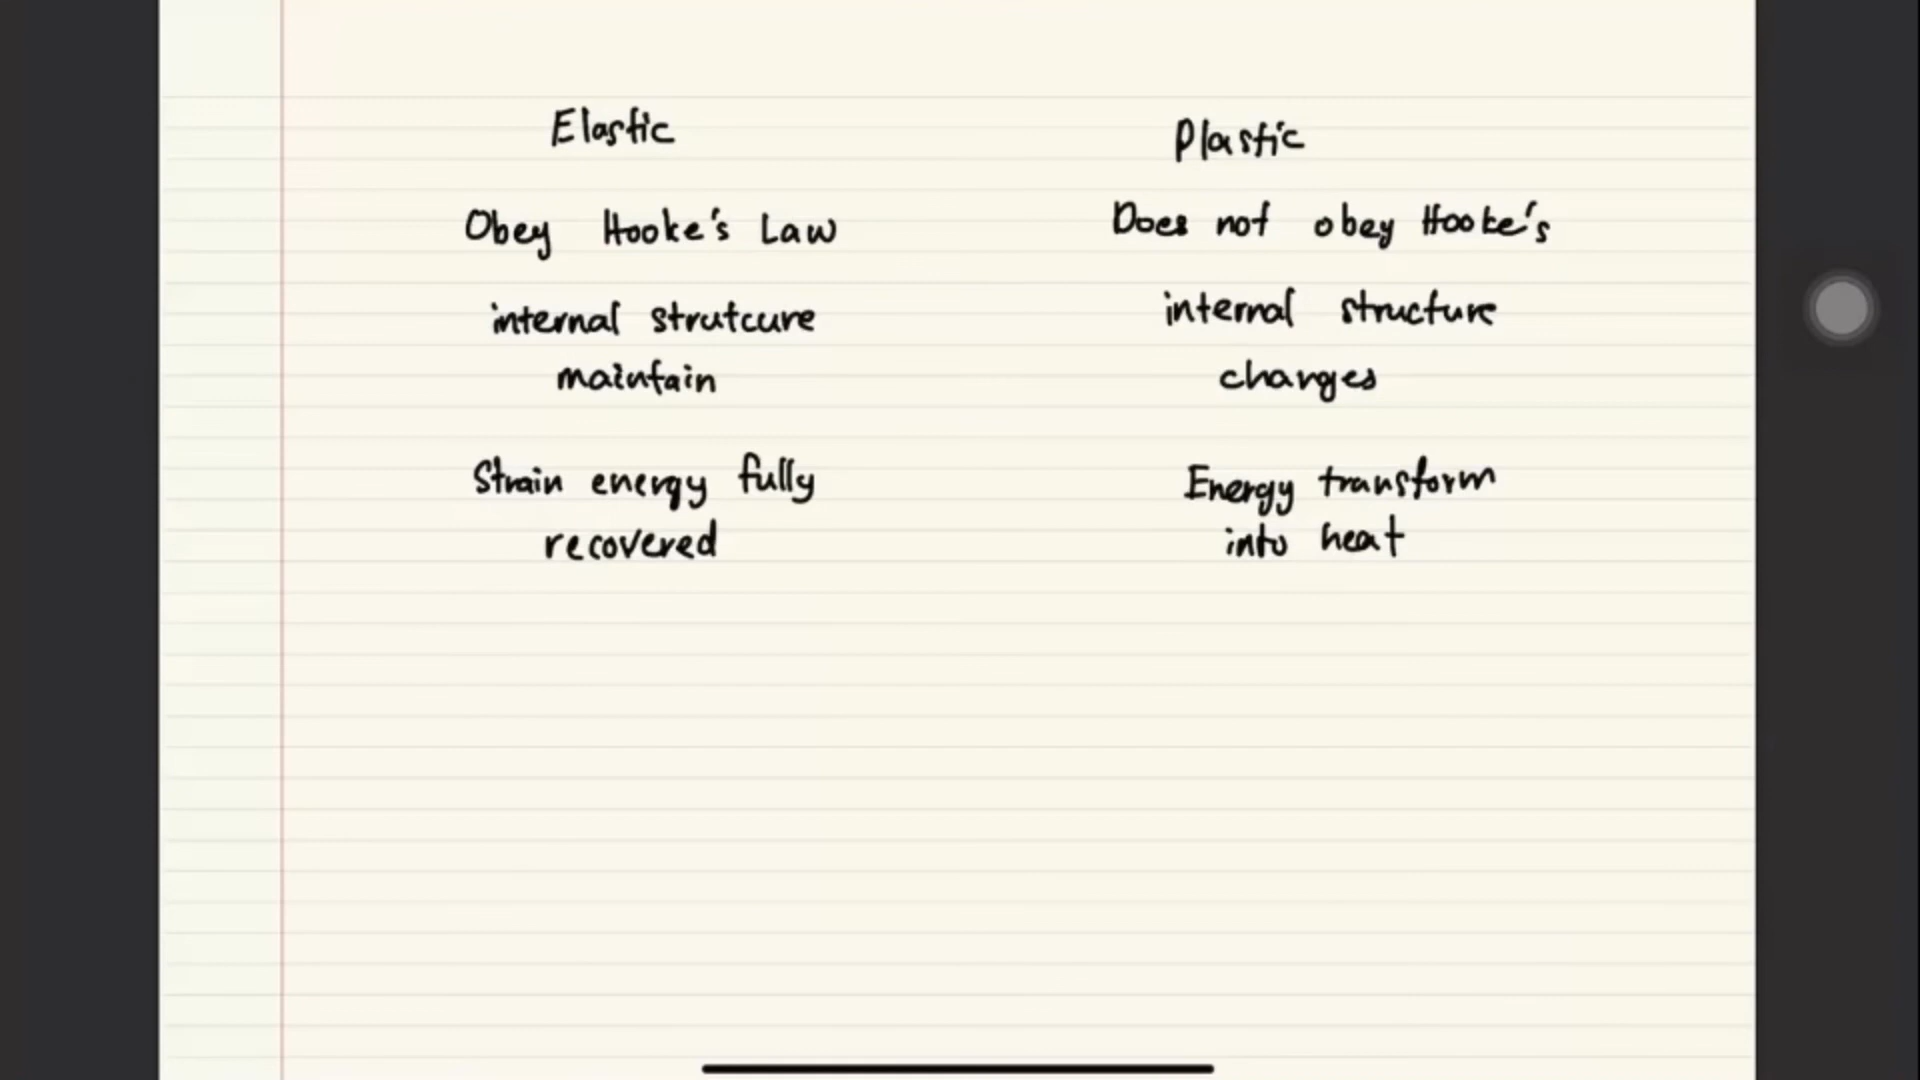 Elastic
Plastic
Obey Hooke's Law
Does not obey Hooke's
internal strutcure
maintain
internal structure
changes
Strain energy fully
recovered
Energy transform
into heat